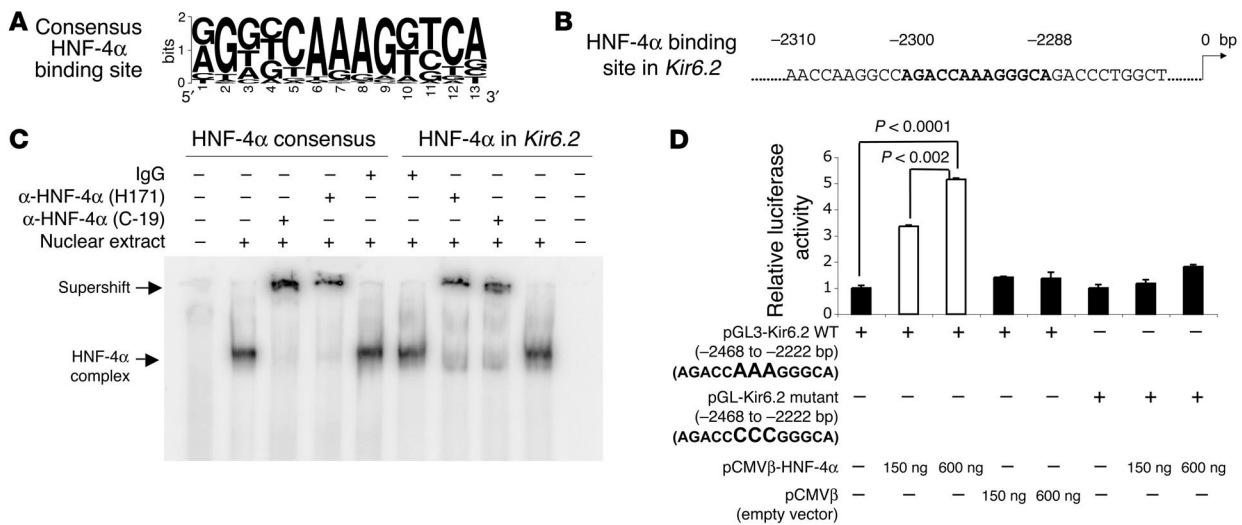 A
Consensus
HNF-4α
binding site
bits
2
1
0
5′
1 2 3 4 5 6 7 8 9 10 11 12 13
3′
B
HNF-4α binding
site in Kir6.2
–2310 –2300 –2288 0 bp
AACCAAGGCCAGACCAAAGGGCAGACCCTGGCT
C
HNF-4α consensus HNF-4α in Kir6.2
IgG – – – – + + – – – –
α-HNF-4α (H171) – – – + – – + – – –
α-HNF-4α (C-19) – – + – – – – + – –
Nuclear extract – + + + + + + + + –
Supershift
HNF-4α
complex
D
P < 0.0001
P < 0.002
Relative luciferase
activity
6
5
4
3
2
1
0
pGL3-Kir6.2 WT + + + + + – – –
(–2468 to –2222 bp)
(AGACCAAAGGGCA)
pGL-Kir6.2 mutant – – – – – + + +
(–2468 to –2222 bp)
(AGACCCCCGGGCA)
pCMVβ-HNF-4α – 150 ng 600 ng – – – 150 ng 600 ng
pCMVβ – – – 150 ng 600 ng – – –
(empty vector)